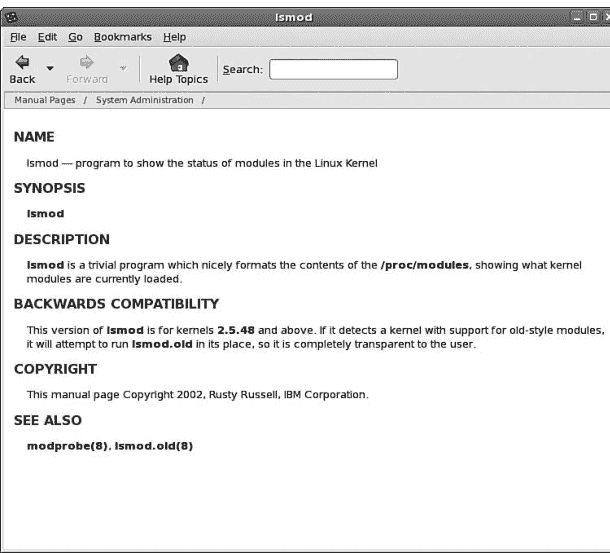 lsmod
File Edit Go Bookmarks Help
Back Forward Help Topics Search:
Manual Pages / System Administration /
NAME
lsmod — program to show the status of modules in the Linux Kernel
SYNOPSIS
lsmod
DESCRIPTION
lsmod is a trivial program which nicely formats the contents of the /proc/modules, showing what kernel
modules are currently loaded.
BACKWARDS COMPATIBILITY
This version of lsmod is for kernels 2.5.48 and above. If it detects a kernel with support for old-style modules,
it will attempt to run lsmod.old in its place, so it is completely transparent to the user.
COPYRIGHT
This manual page Copyright 2002, Rusty Russell, IBM Corporation.
SEE ALSO
modprobe(8), lsmod.old(8)